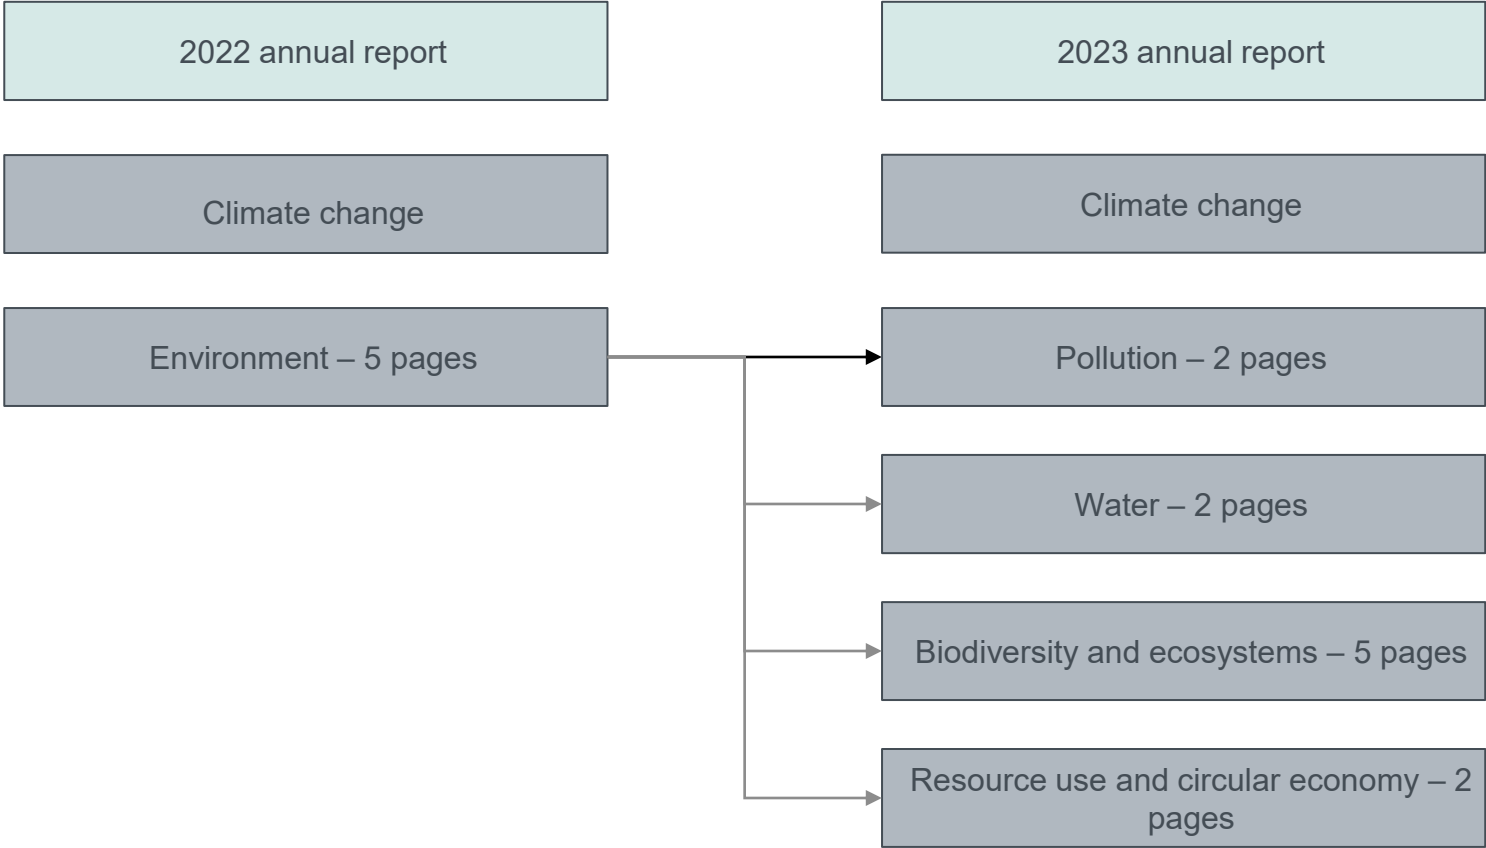 2022 annual report
2023 annual report
Climate change
Climate change
Environment – 5 pages
Pollution – 2 pages
Water – 2 pages
Biodiversity and ecosystems – 5 pages
Resource use and circular economy – 2
pages